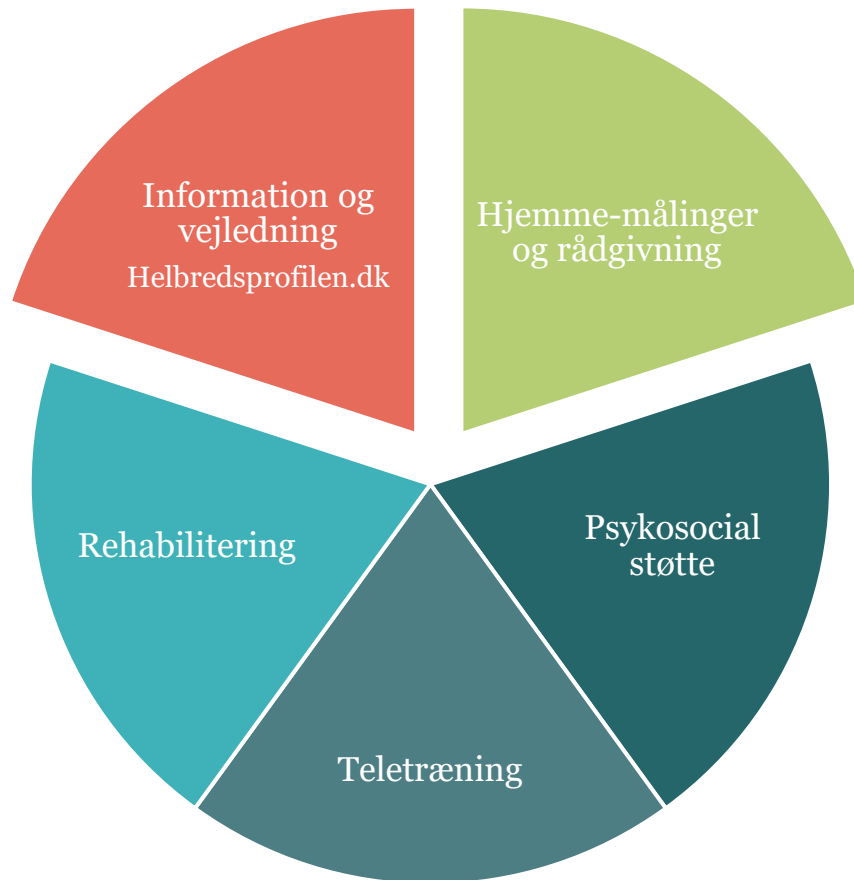 Information og
vejledning
Helbredsprofilen.dk
Hjemme-målinger
og rådgivning
Rehabilitering
Psykosocial
støtte
Teletræning